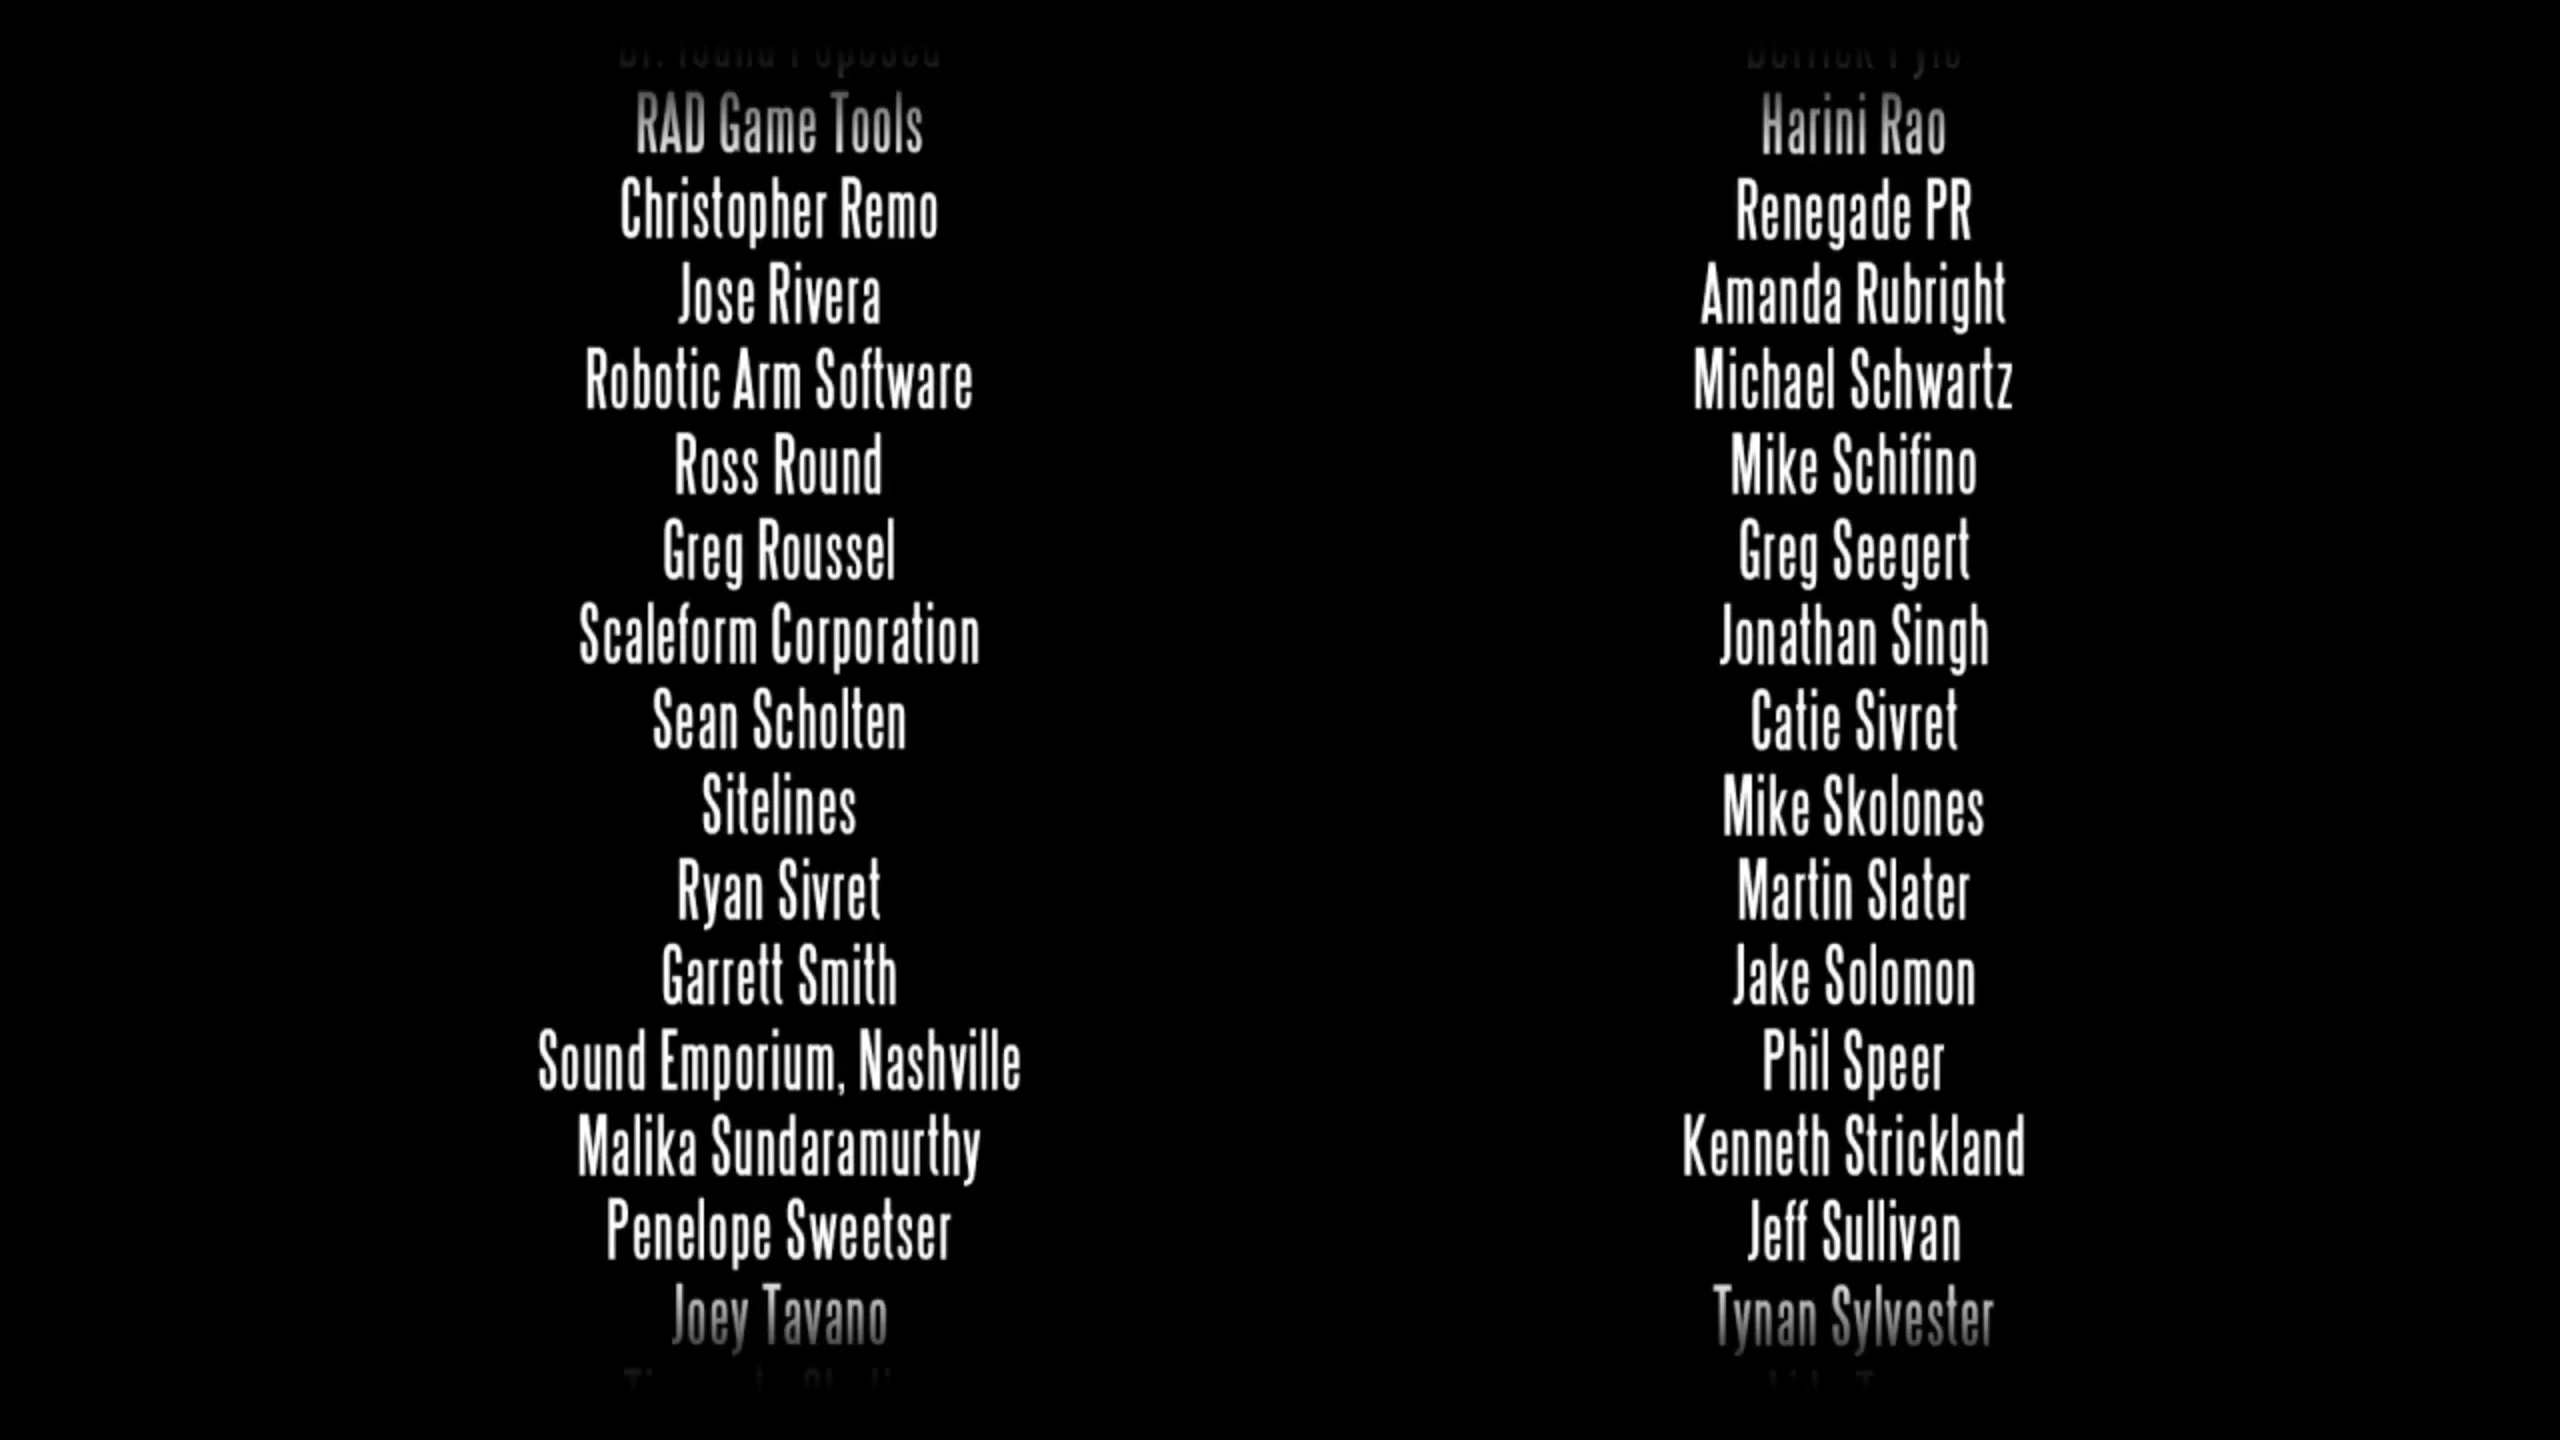 RAD Game Tools
Christopher Remo
Jose Rivera
Robotic Arm Software
Ross Round
Greg Roussel
Scaleform Corporation
Sean Scholten
Sitelines
Ryan Sivret
Garrett Smith
Sound Emporium, Nashville
Malika Sundaramurthy
Penelope Sweetser
Joey Tavano
Harini Rao
Renegade PR
Amanda Rubright
Michael Schwartz
Mike Schifino
Greg Seegert
Jonathan Singh
Catie Sivret
Mike Skolones
Martin Slater
Jake Solomon
Phil Speer
Kenneth Strickland
Jeff Sullivan
Tynan Sylvester